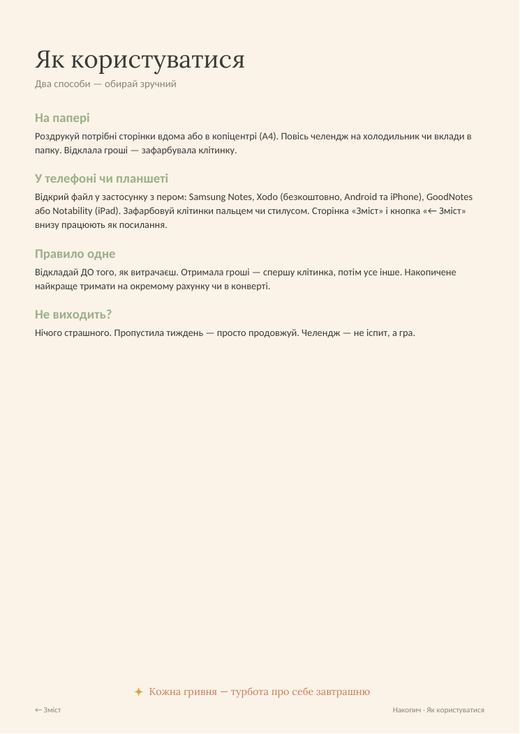 Як користуватися
Два способи — обирай зручний
На папері
Роздрукуй потрібні сторінки вдома або в копіцентрі (A4). Повісь челендж на холодильник чи вклади в
папку. Відклала гроші — зафарбувала клітинку.
У телефоні чи планшеті
Відкрий файл у застосунку з пером: Samsung Notes, Xodo (безкоштовно, Android та iPhone), GoodNotes
або Notability (iPad). Зафарбовуй клітинки пальцем чи стилусом. Сторінка «Зміст» і кнопка «← Зміст»
внизу працюють як посилання.
Правило одне
Відкладай ДО того, як витрачаєш. Отримала гроші — спершу клітинка, потім усе інше. Накопичене
найкраще тримати на окремому рахунку чи в конверті.
Не виходить?
Нічого страшного. Пропустила тиждень — просто продовжуй. Челендж — не іспит, а гра.
✦ Кожна гривня — турбота про себе завтрашню
← Зміст
Накопич · Як користуватися